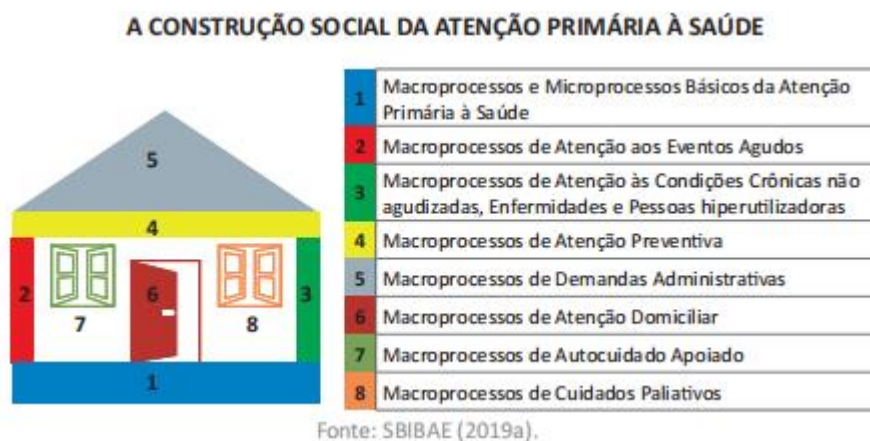 A CONSTRUÇÃO SOCIAL DA ATENÇÃO PRIMÁRIA À SAÚDE
5
4
2
6
3
7
8
1
1 Macroprocessos e Microprocessos Básicos da Atenção
Primária à Saúde
2 Macroprocessos de Atenção aos Eventos Agudos
3 Macroprocessos de Atenção às Condições Crônicas não
agudizadas, Enfermidades e Pessoas hiperutilizadoras
4 Macroprocessos de Atenção Preventiva
5 Macroprocessos de Demandas Administrativas
6 Macroprocessos de Atenção Domiciliar
7 Macroprocessos de Autocuidado Apoiado
8 Macroprocessos de Cuidados Paliativos
Fonte: SBIBAE (2019a).